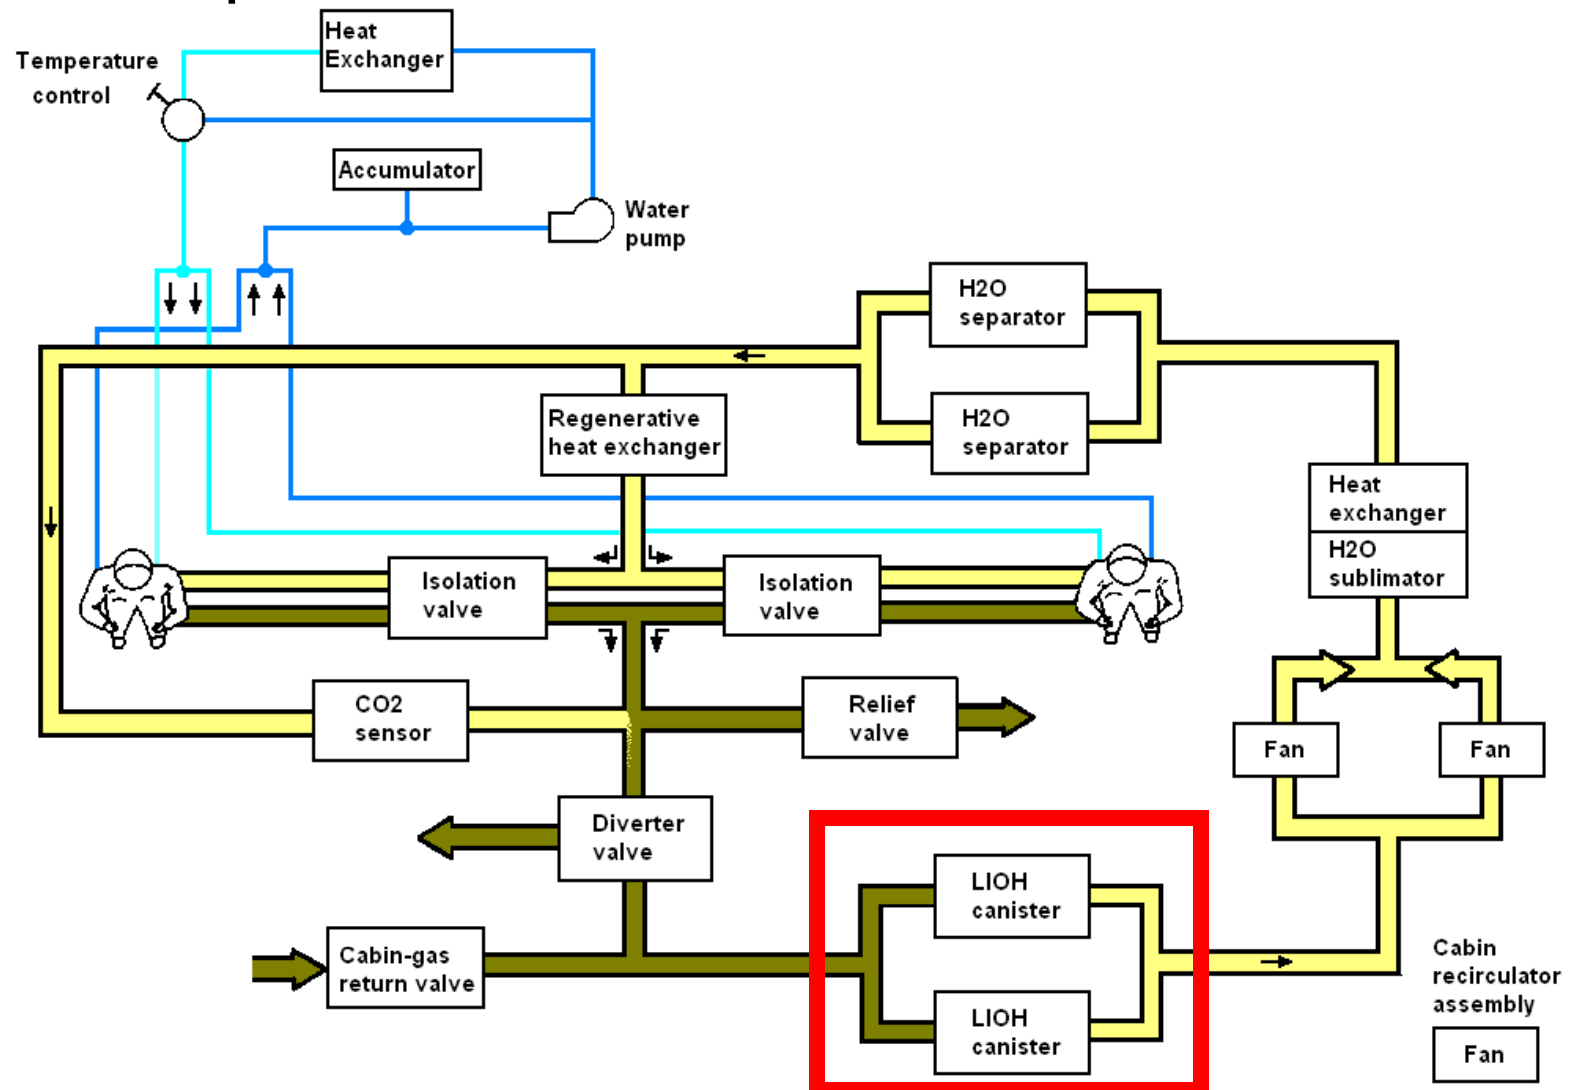 Heat
Exchanger
Temperature
control
Accumulator
Water
pump
H2O
separator
H2O
separator
Regenerative
heat exchanger
Heat
exchanger
H2O
sublimator
Isolation
valve
Isolation
valve
CO2
sensor
Relief
valve
Fan
Fan
Diverter
valve
LIOH
canister
Cabin-gas
return valve
LIOH
canister
Cabin
recirculator
assembly
Fan